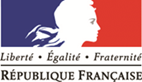 Liberté • Égalité • Fraternité
RÉPUBLIQUE FRANÇAISE